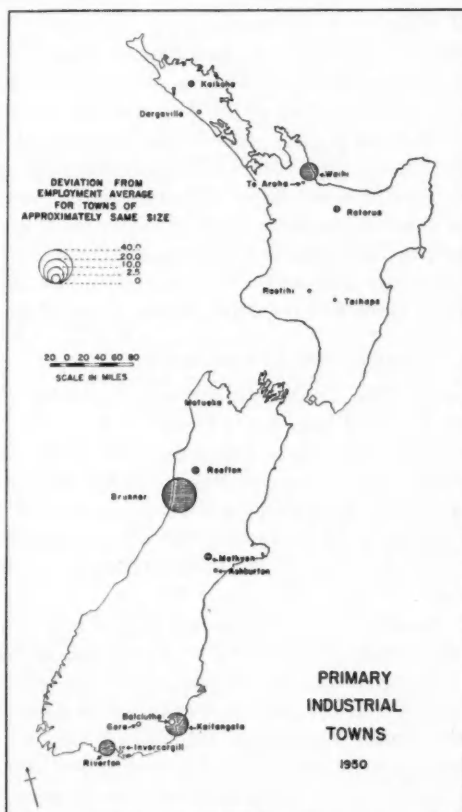 Kaikohe
Dargaville
DEVIATION FROM
EMPLOYMENT AVERAGE
FOR TOWNS OF
APPROXIMATELY SAME SIZE
40.0
20.0
10.0
2.5
0
Waihi
Te Aroha
Rotorua
Raetihi
Taihape
20 0 20 40 60 80
SCALE IN MILES
Motueka
Reefton
Brunner
Methven
Ashburton
PRIMARY
INDUSTRIAL
TOWNS
1950
Balclutha
Gore
Kaitangata
Invercargill
Riverton